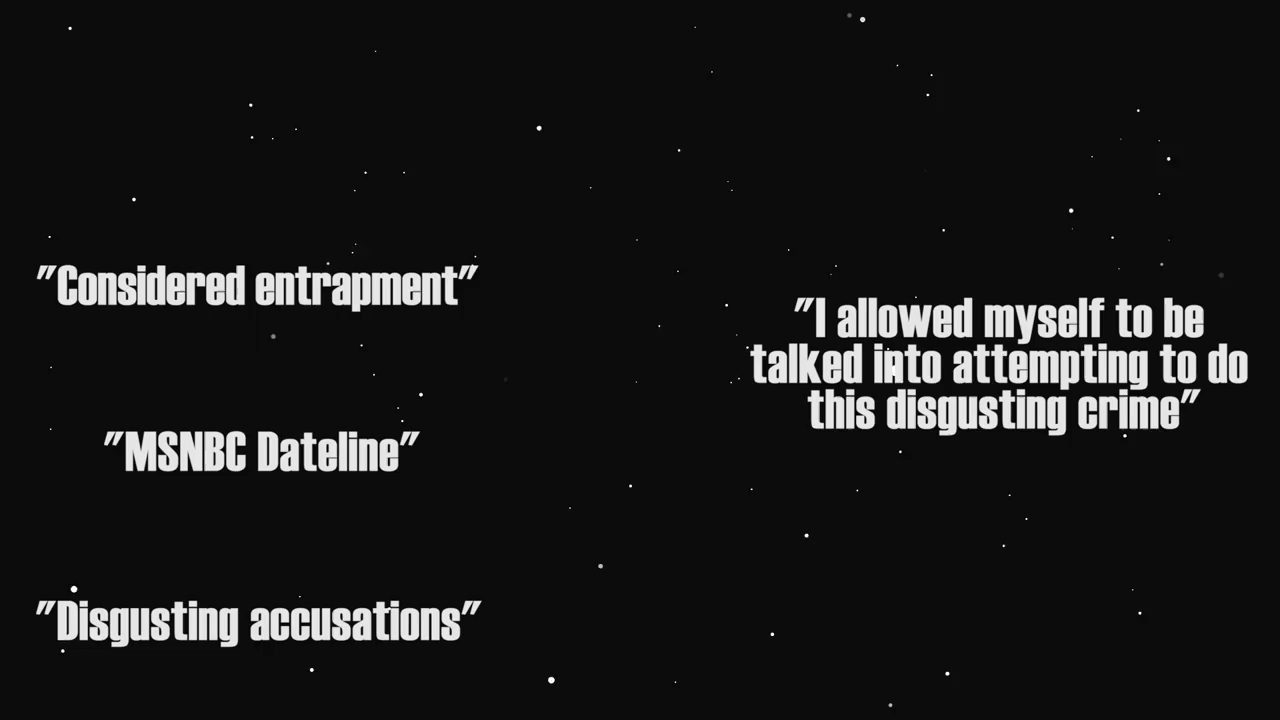 "Considered entrapment"
"MSNBC Dateline"
"Disgusting accusations"
"I allowed myself to be
talked into attempting to do
this disgusting crime"